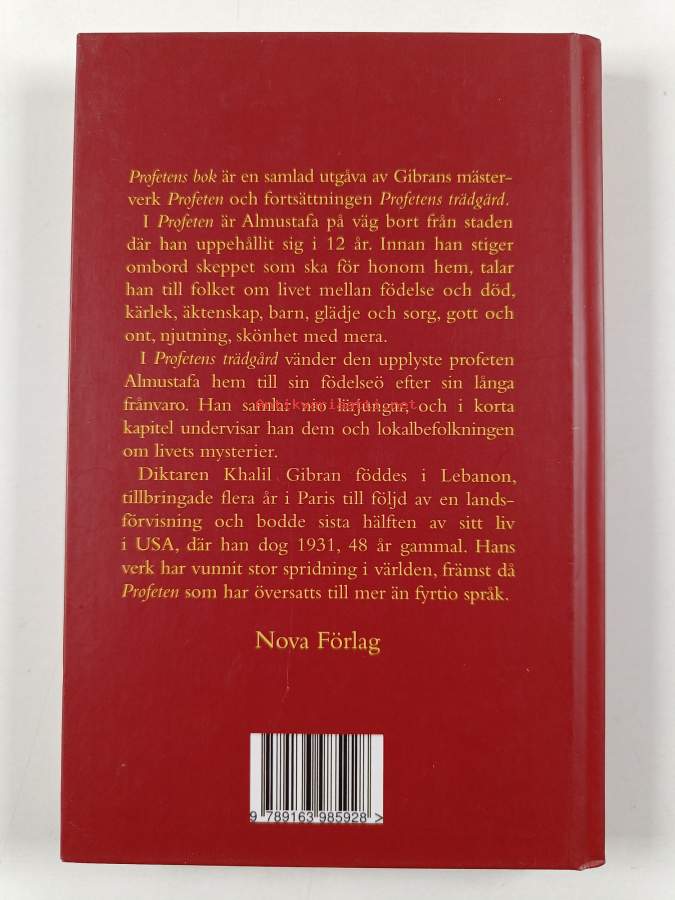 Profetens bok är en samlad utgåva av Gibrans mäster-
verk Profeten och fortsättningen Profetens trädgård.
I Profeten är Almustafa på väg bort från staden
där han uppehållit sig i 12 år. Innan han stiger
ombord skeppet som ska för honom hem, talar
han till folket om livet mellan födelse och död,
kärlek, äktenskap, barn, glädje och sorg, gott och
ont, njutning, skönhet med mera.
I Profetens trädgård vänder den upplyste profeten
Almustafa hem till sin födelseö efter sin långa
frånvaro. Han samlar nio lärjungar, och i korta
Antikvariaatti.net
kapitel undervisar han dem och lokalbefolkningen
om livets mysterier.
Diktaren Khalil Gibran föddes i Lebanon,
tillbringade flera år i Paris till följd av en lands-
förvisning och bodde sista hälften av sitt liv
i USA, där han dog 1931, 48 år gammal. Hans
verk har vunnit stor spridning i världen, främst då
Profeten som har översatts till mer än fyrtio språk.
Nova Förlag
9 789163 985928 >